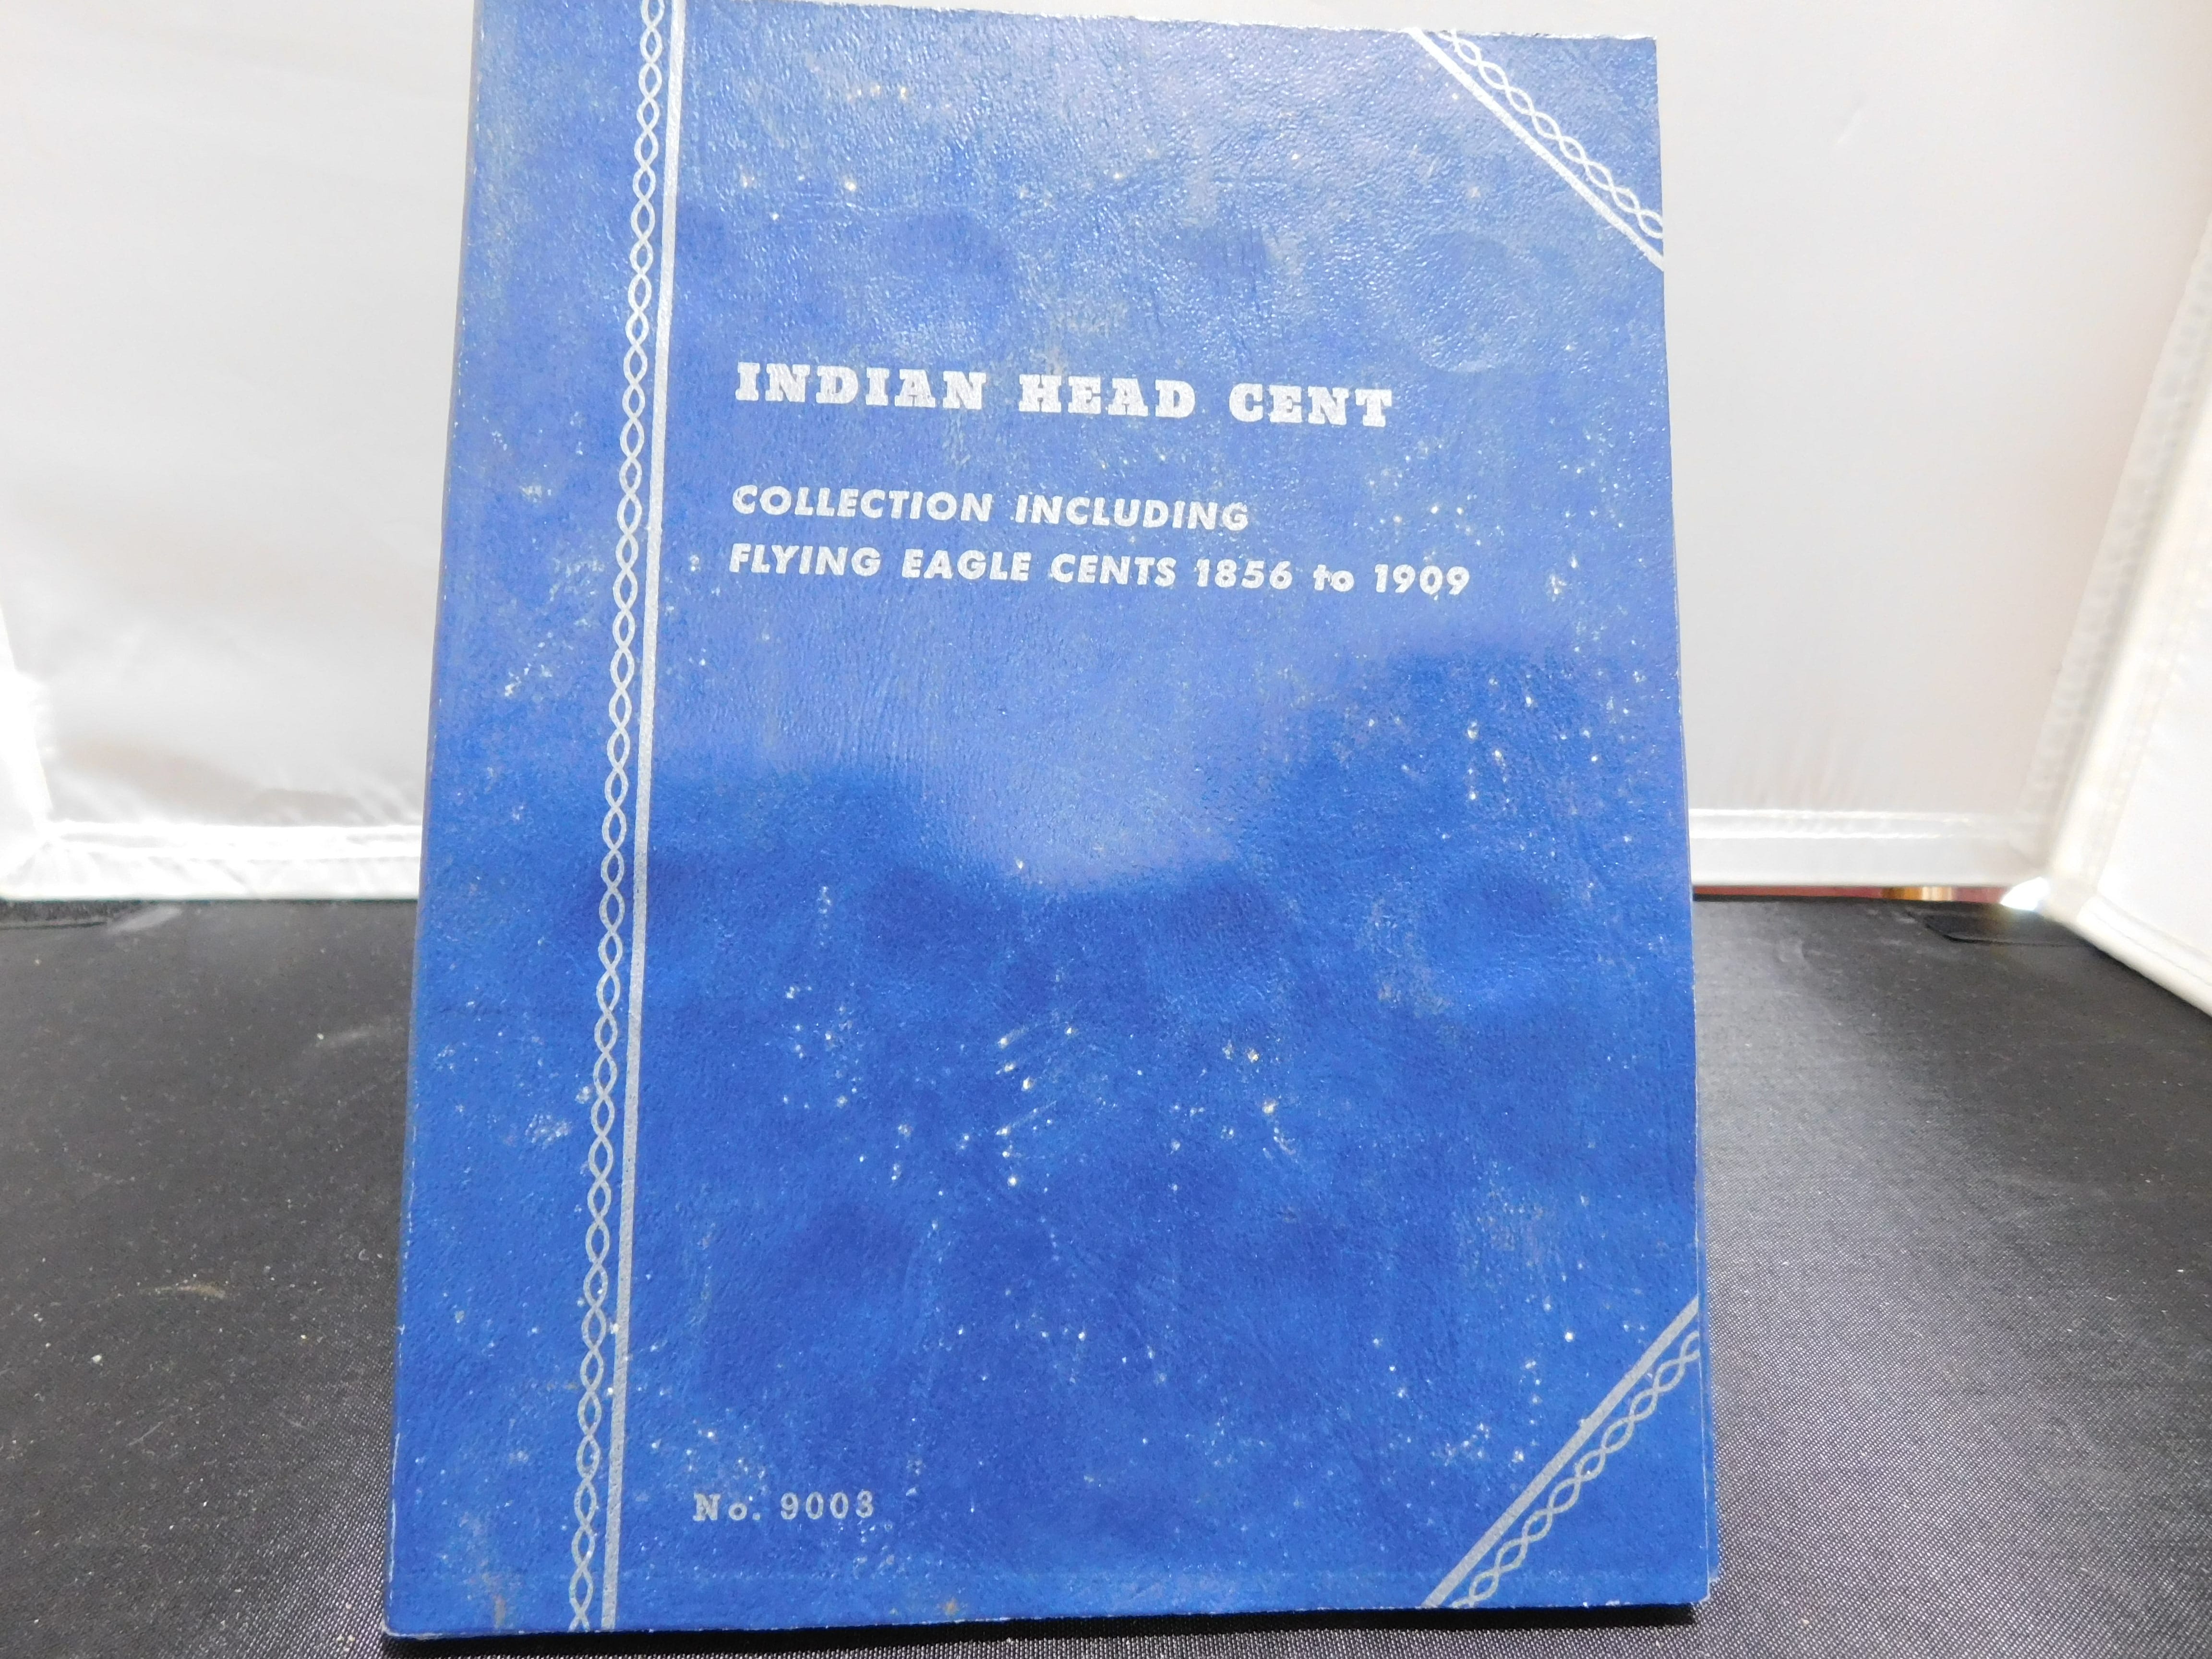 INDIAN HEAD CENT
COLLECTION INCLUDING
FLYING EAGLE CENTS 1856 to 1909
No. 9003